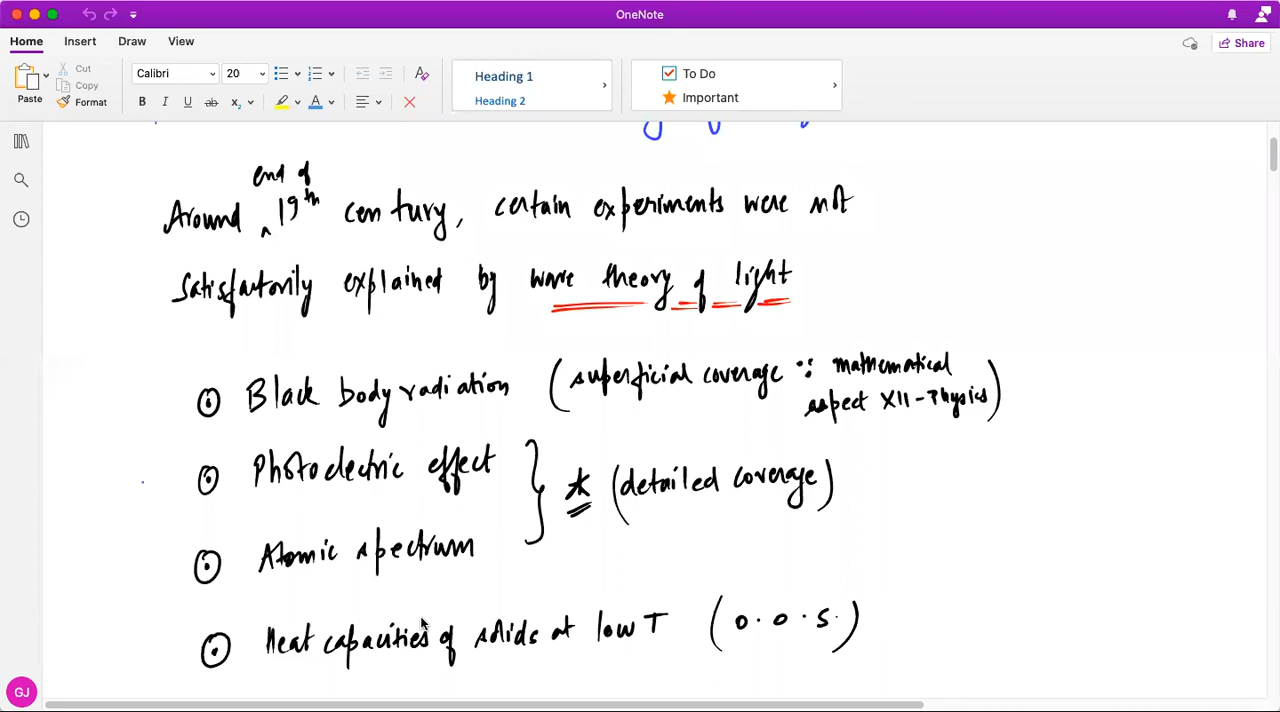 OneNote
Home Insert Draw View Share
Paste Cut Copy Format Calibri 20 Heading 1 Heading 2 To Do Important
end of
Around ^ 19th century, certain experiments were not
satisfactorily explained by wave theory of light
Black body radiation (superficial coverage ∵ mathematical
aspect XII - Physics)
Photoelectric effect
* (detailed coverage)
Atomic spectrum
Heat capacities of solids at low T (O.O.S.)
GJ